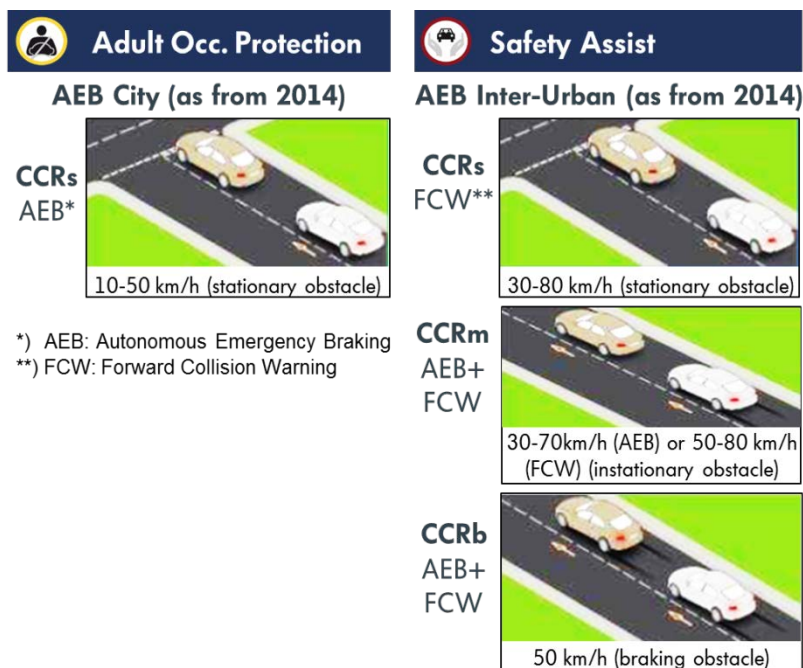 Adult Occ. Protection
AEB City (as from 2014)
CCRs
AEB*
10-50 km/h (stationary obstacle)
*) AEB: Autonomous Emergency Braking
**) FCW: Forward Collision Warning
Safety Assist
AEB Inter-Urban (as from 2014)
CCRs
FCW**
30-80 km/h (stationary obstacle)
CCRm
AEB+
FCW
30-70km/h (AEB) or 50-80 km/h
(FCW) (instationary obstacle)
CCRb
AEB+
FCW
50 km/h (braking obstacle)